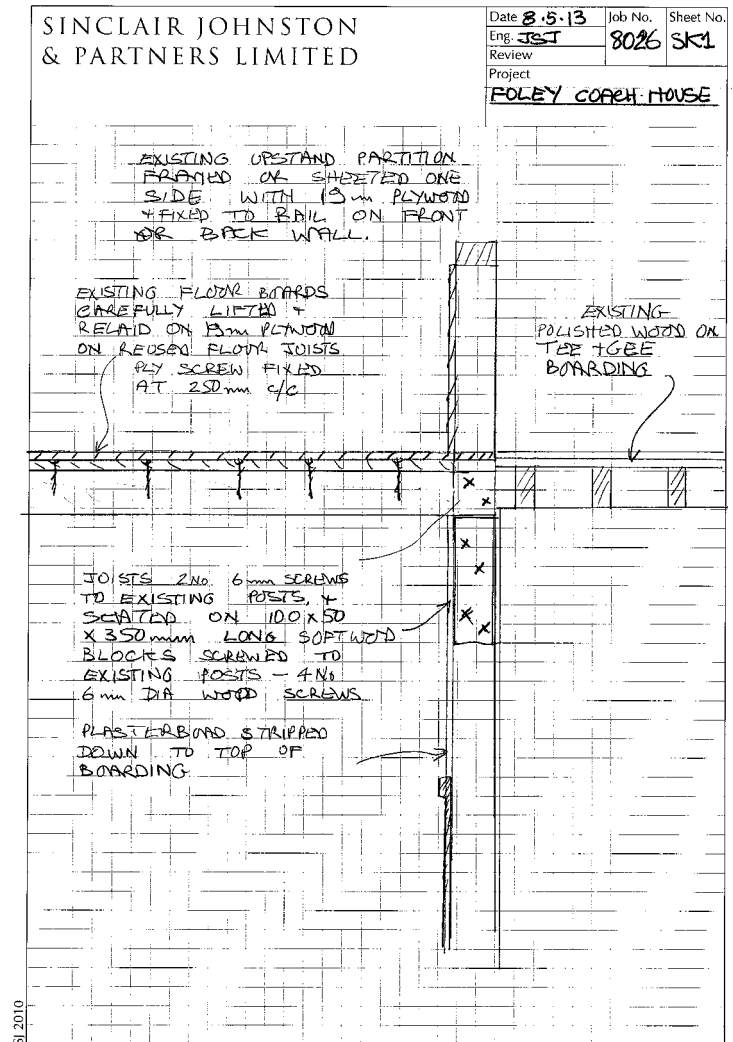 SINCLAIR JOHNSTON
& PARTNERS LIMITED
Date 8.5.13
Job No.
Sheet No.
Eng. JSJ
8026
SK1
Review
Project
FOLEY COACH HOUSE
EXISTING UPSTAND PARTITION
FRAMED OR SHEETED ONE
SIDE WITH 19mm PLYWOOD
+ FIXED TO RAIL ON FRONT
OR BACK WALL.
EXISTING FLOOR BOARDS
CAREFULLY LIFTED +
RELAID ON 19mm PLYWOOD
ON REUSED FLOOR JOISTS
PLY SCREW FIXED
AT 250mm c/c
EXISTING
POLISHED WOOD ON
TEE + GEE
BOARDING
JOISTS 2No. 6mm SCREWS
TO EXISTING POSTS, +
SEATED ON 100 x 50
x 350mm LONG SOFTWOOD
BLOCKS SCREWED TO
EXISTING POSTS - 4No
6mm DIA WOOD SCREWS
PLASTERBOARD STRIPPED
DOWN TO TOP OF
BOARDING
SJ 2010